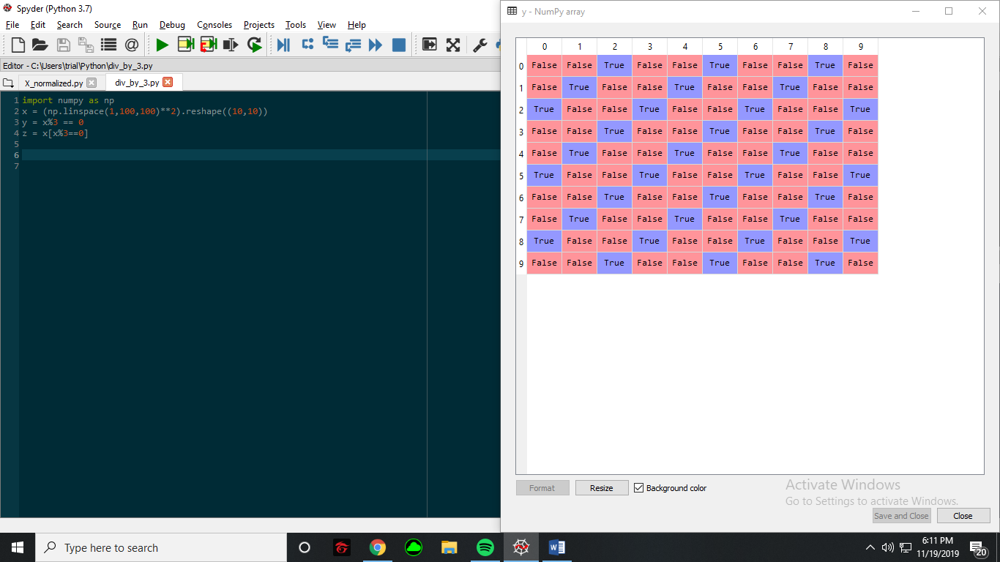 Spyder (Python 3.7)
File Edit Search Source Run Debug Consoles Projects Tools View Help
Editor - C:\Users\trial\Python\div_by_3.py
X_normalized.py div_by_3.py
1 import numpy as np
2 x = (np.linspace(1,100,100)**2).reshape((10,10))
3 y = x%3 == 0
4 z = x[x%3==0]
5
6
7
y - NumPy array
0 1 2 3 4 5 6 7 8 9
0 False False True False False True False False True False
1 False True False False True False False True False False
2 True False False True False False True False False True
3 False False True False False True False False True False
4 False True False False True False False True False False
5 True False False True False False True False False True
6 False False True False False True False False True False
7 False True False False True False False True False False
8 True False False True False False True False False True
9 False False True False False True False False True False
Format Resize Background color
Activate Windows
Go to Settings to activate Windows.
Save and Close Close
Type here to search
6:11 PM
11/19/2019
20